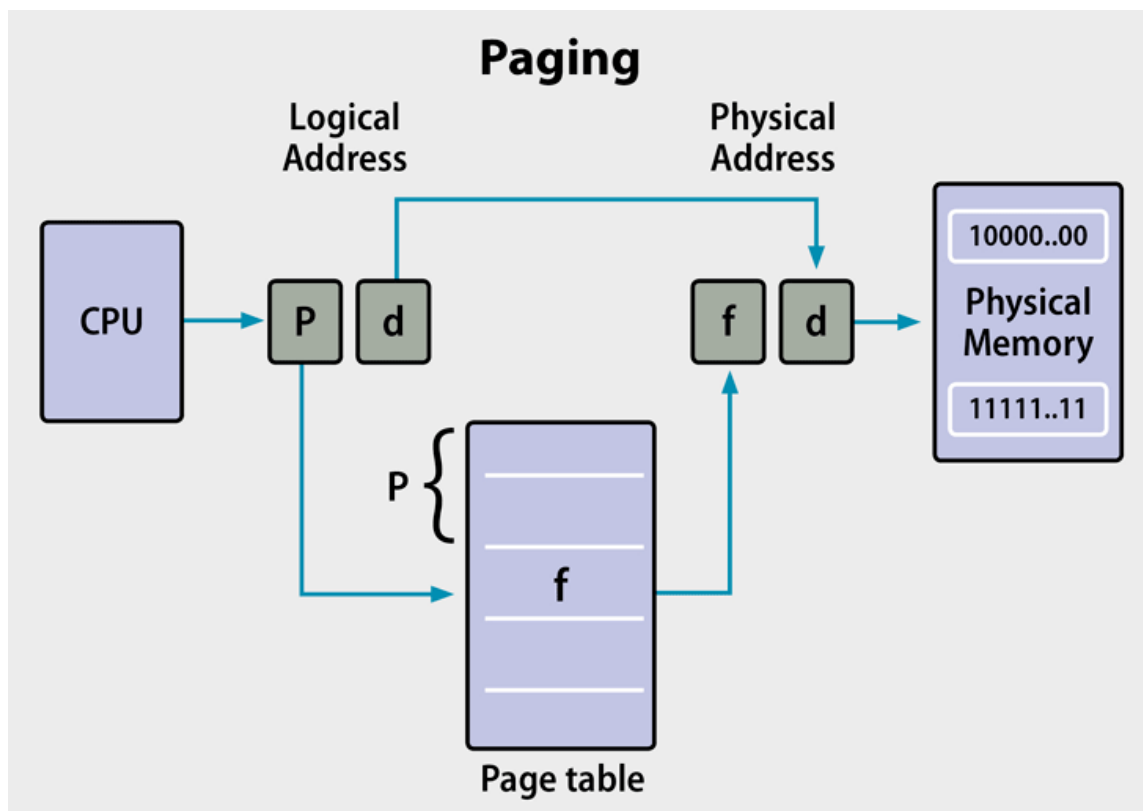 Paging
Logical
Address
Physical
Address
CPU
P
d
f
d
10000..00
Physical
Memory
11111..11
P
f
Page table